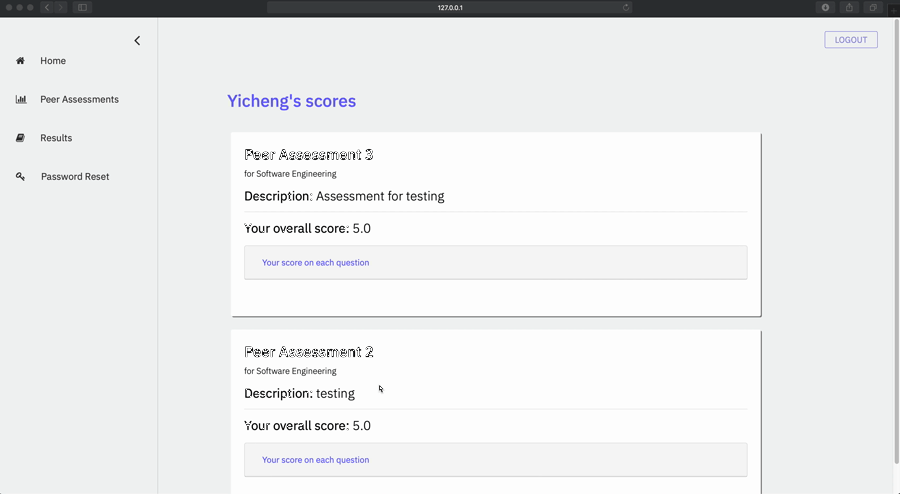 127.0.0.1
LOGOUT
Home
Peer Assessments
Results
Password Reset
Yicheng's scores
Peer Assessment 3
for Software Engineering
Description: Assessment for testing
Your overall score: 5.0
Your score on each question
Peer Assessment 2
for Software Engineering
Description: testing
Your overall score: 5.0
Your score on each question